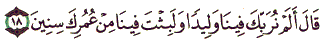 قَالَ أَلَمْ نُرَبِّكَ فِينَا وَلِيدًا وَلَبِثْتَ فِينَا مِنْ عُمُرِكَ سِنِينَ ١٨